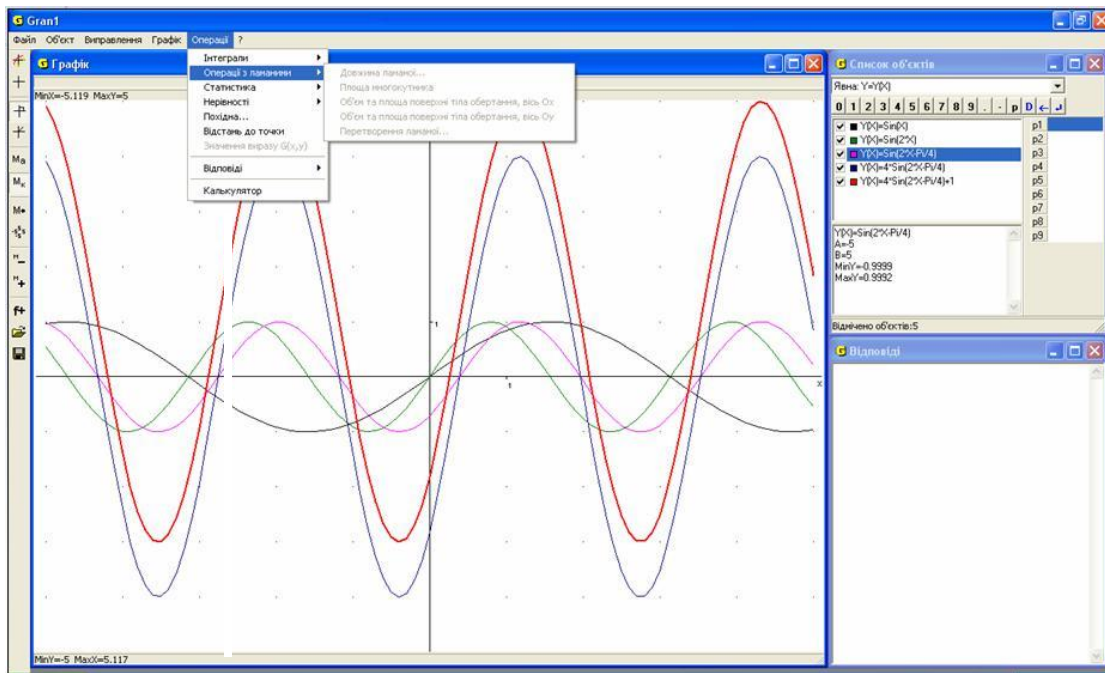 Gran1
Файл Об'єкт Виправлення Графік Операції ?
Графік
MinX=-5.119 MaxY=5
Інтеграли
Операції з ламаними
Статистика
Нерівності
Похідна...
Відстань до точки
Значення виразу G(x,y)
Відповіді
Калькулятор
Довжина ламаної...
Площа многокутника
Об'єм та площа поверхні тіла обертання, вісь Ox
Об'єм та площа поверхні тіла обертання, вісь Oy
Перетворення ламаної...
1
1
X
MinY=-5 MaxX=5.117
Список об'єктів
Явна: Y=Y(X)
0 1 2 3 4 5 6 7 8 9 . - p D
Y(X)=Sin(X)
Y(X)=Sin(2*X)
Y(X)=Sin(2*X-Pi/4)
Y(X)=4*Sin(2*X-Pi/4)
Y(X)=4*Sin(2*X-Pi/4)+1
p1
p2
p3
p4
p5
p6
p7
p8
p9
Y(X)=Sin(2*X-Pi/4)
A=-5
B=5
MinY=-0.9999
MaxY=0.9992
Відмічено об'єктів:5
Відповіді